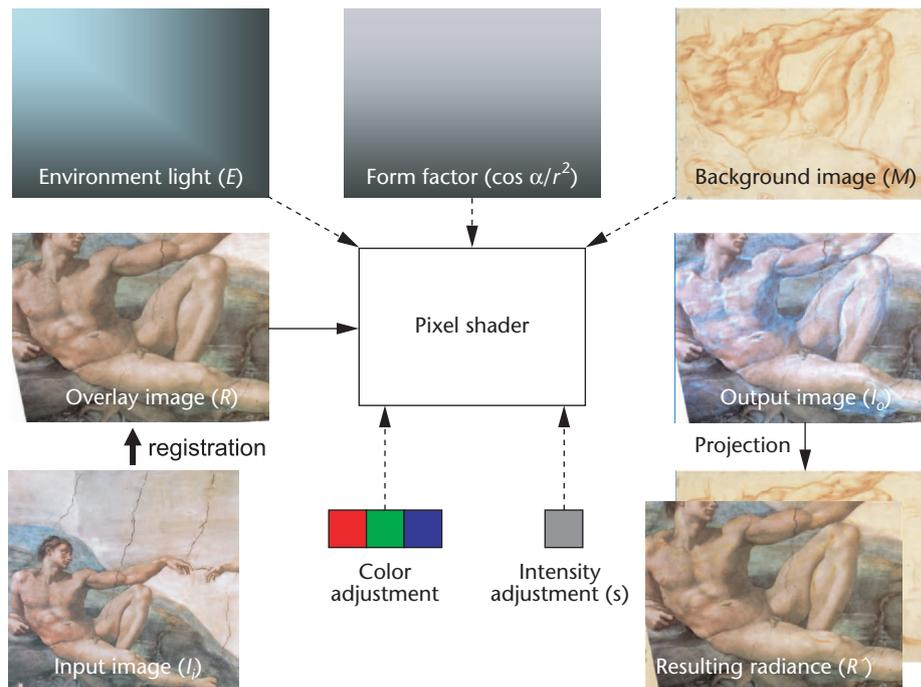 Environment light (E)
Form factor (cos α/r²)
Background image (M)
Pixel shader
Overlay image (R)
Output image (Iₒ)
registration
Projection
Color
adjustment
Intensity
adjustment (s)
Input image (Iᵢ)
Resulting radiance (R´)